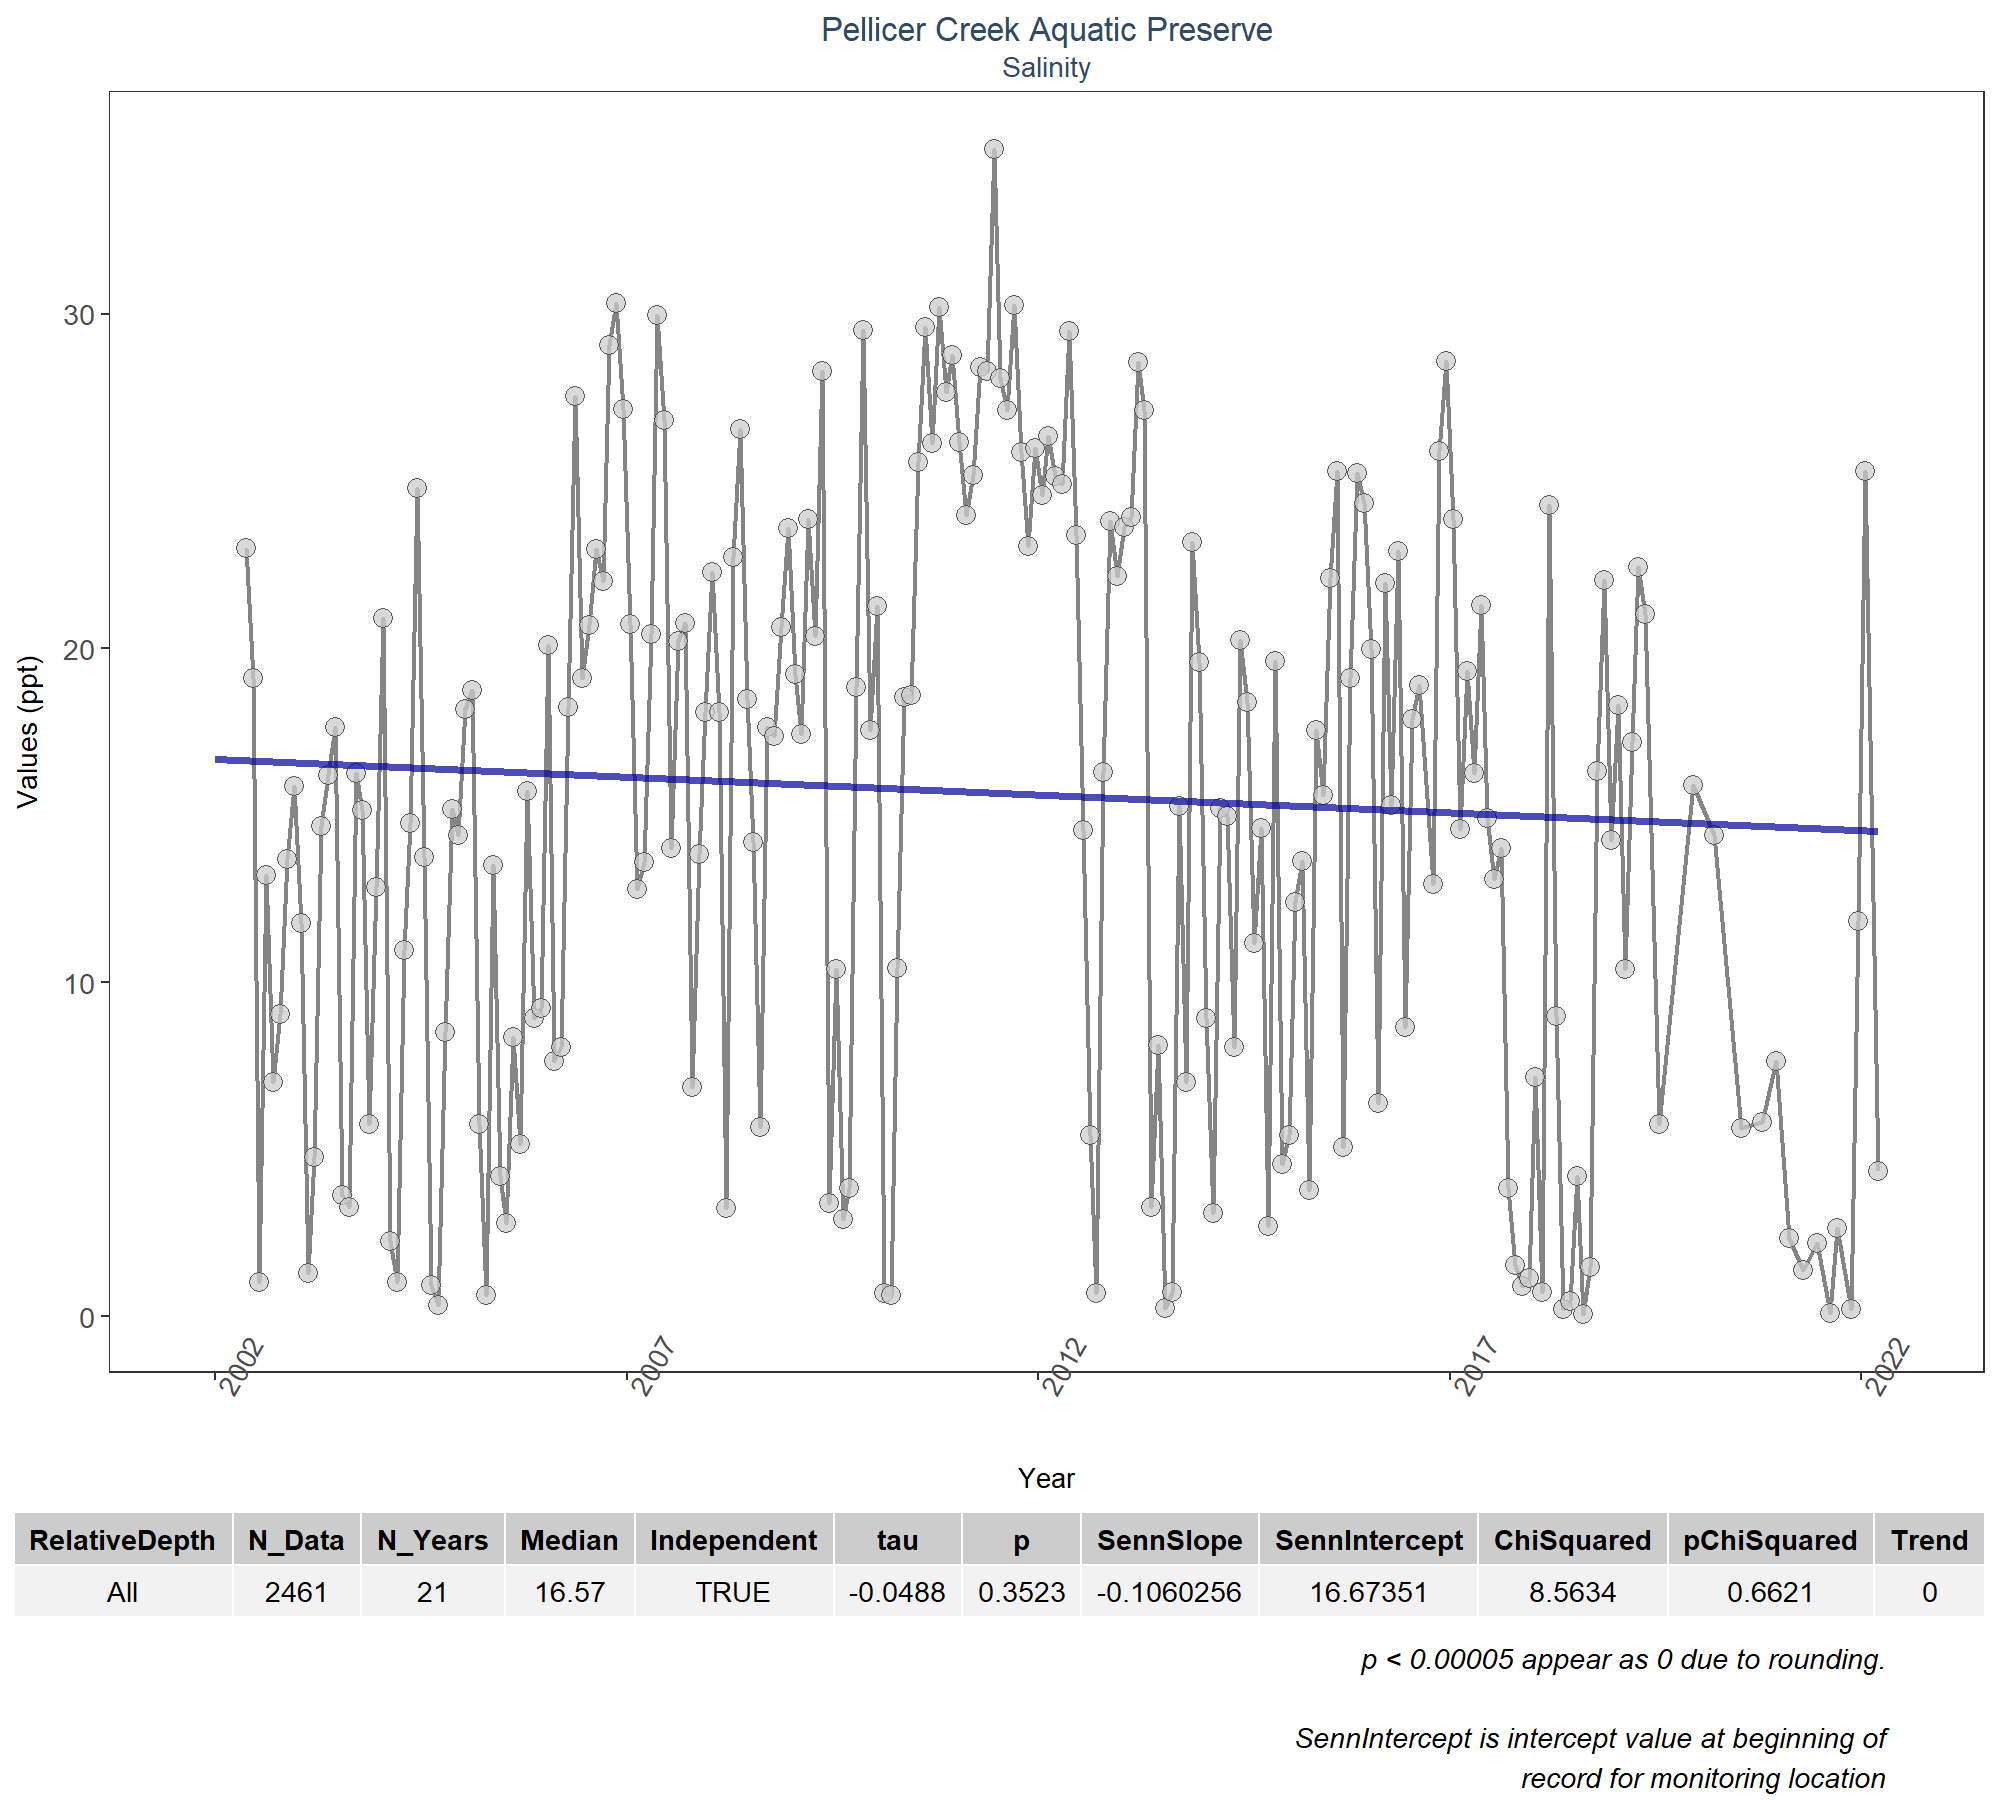 Pellicer Creek Aquatic Preserve
Salinity
Values (ppt)
30
20
10
0
2002 2007 2012 2017 2022
Year
RelativeDepth N_Data N_Years Median Independent tau p SennSlope SennIntercept ChiSquared pChiSquared Trend
All 2461 21 16.57 TRUE -0.0488 0.3523 -0.1060256 16.67351 8.5634 0.6621 0
p < 0.00005 appear as 0 due to rounding.
SennIntercept is intercept value at beginning of
record for monitoring location